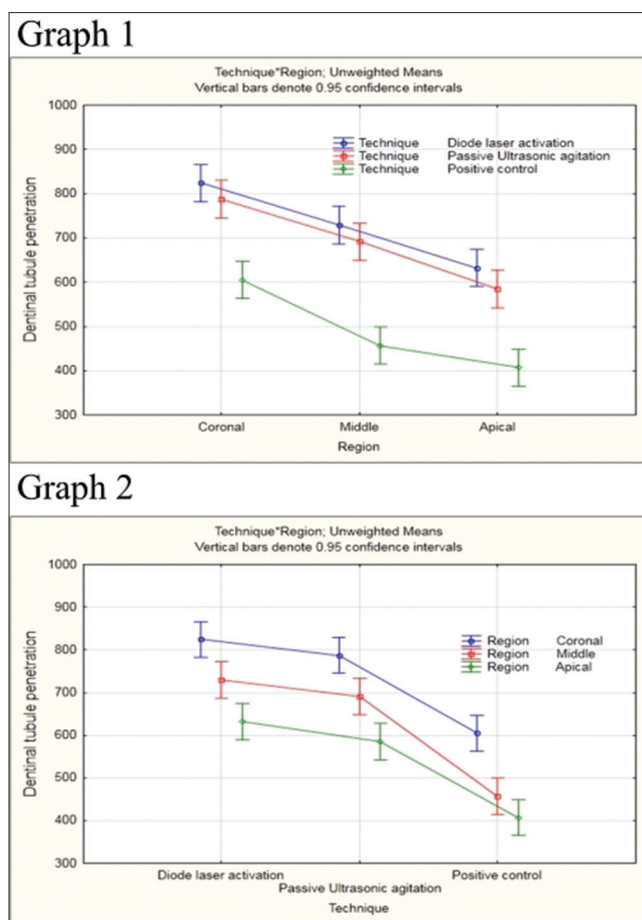 Graph 1
Technique*Region; Unweighted Means
Vertical bars denote 0.95 confidence intervals
1000
900
800
700
600
500
400
300
Dentinal tubule penetration
Technique Diode laser activation
Technique Passive Ultrasonic agitation
Technique Positive control
Coronal Middle Apical
Region
Graph 2
Technique*Region; Unweighted Means
Vertical bars denote 0.95 confidence intervals
1000
900
800
700
600
500
400
300
Dentinal tubule penetration
Region Coronal
Region Middle
Region Apical
Diode laser activation Positive control
Passive Ultrasonic agitation
Technique